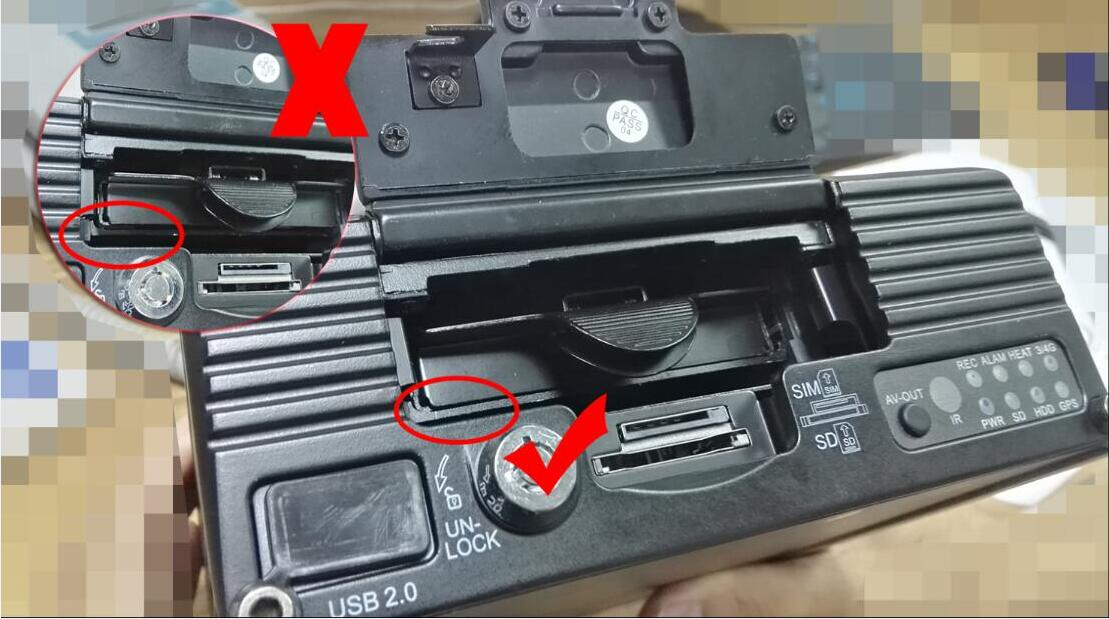 QC
PASS
04
SIM
SIM
SD
SD
AV-OUT
IR
REC ALAM HEAT 3/4G
PWR SD HDD GPS
UN-
LOCK
USB 2.0